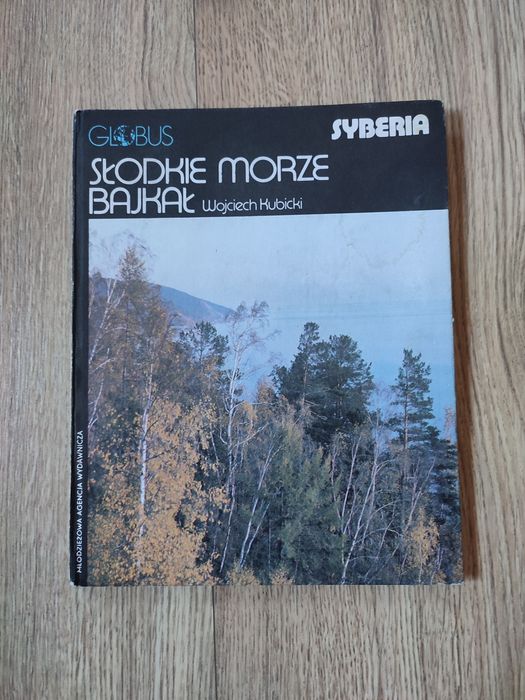 GLOBUS
SYBERIA
SŁODKIE MORZE
BAJKAŁ Wojciech Kubicki
MŁODZIEŻOWA AGENCJA WYDAWNICZA